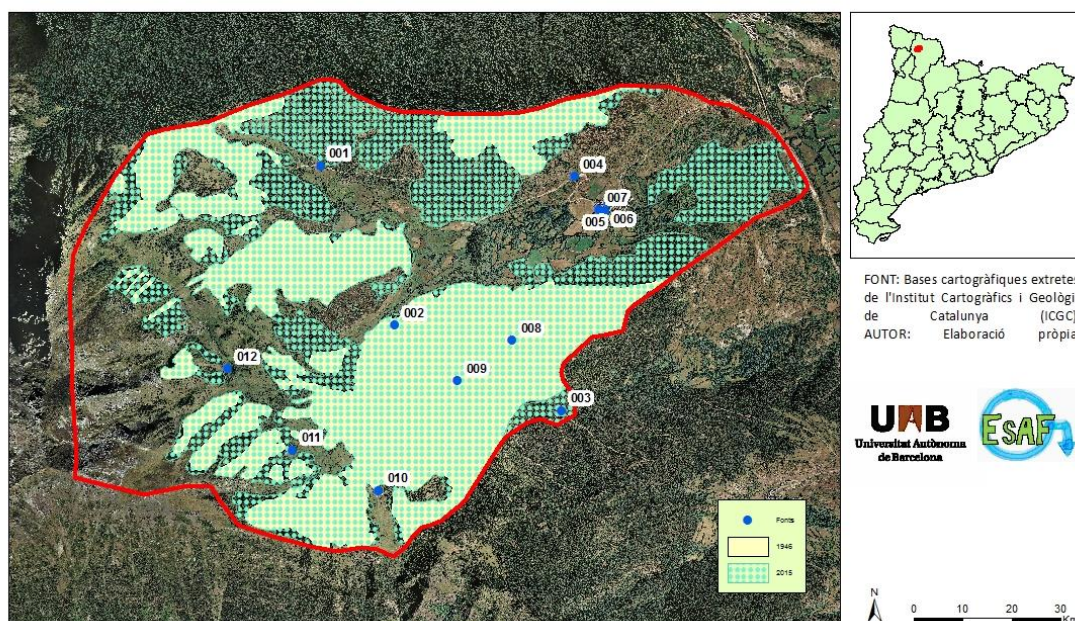 001
004
007
005
006
002
008
012
009
003
011
010
Fonts
1946
2015
FONT: Bases cartogràfiques extretes
de l'Institut Cartogràfics i Geològi
de Catalunya (ICGC)
AUTOR: Elaboració pròpia
UAB
Universitat Autònoma
de Barcelona
ESAF
N
0 10 20 30
Km